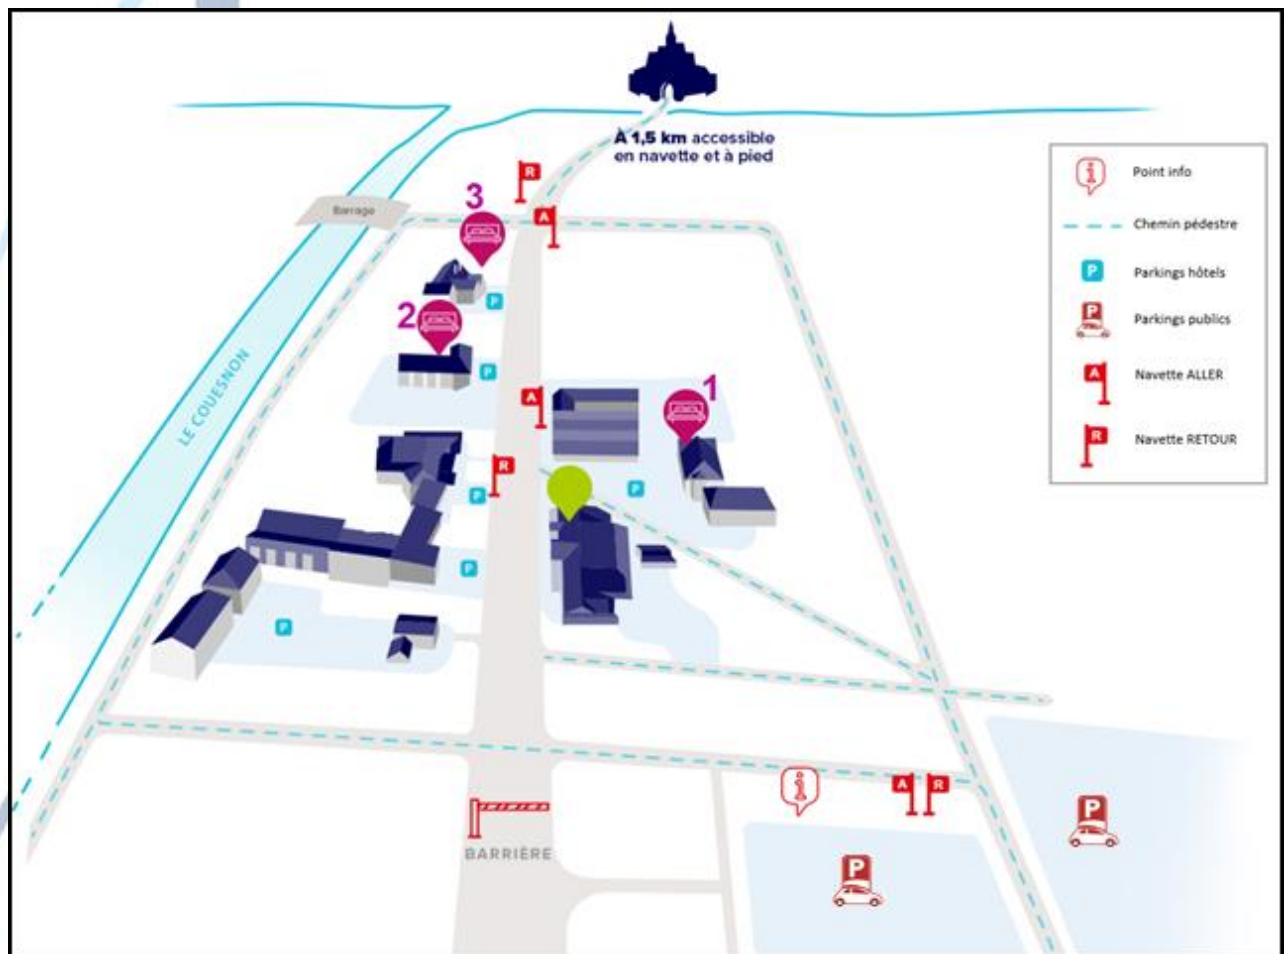 À 1,5 km accessible
en navette et à pied
R
A
Barrage
3
P
2
P
LE COUESNON
A
1
R
P
P
P
P
BARRIÈRE
i
A
R
P
P
i
Point info
Chemin pédestre
P
Parkings hôtels
P
Parkings publics
A
Navette ALLER
R
Navette RETOUR